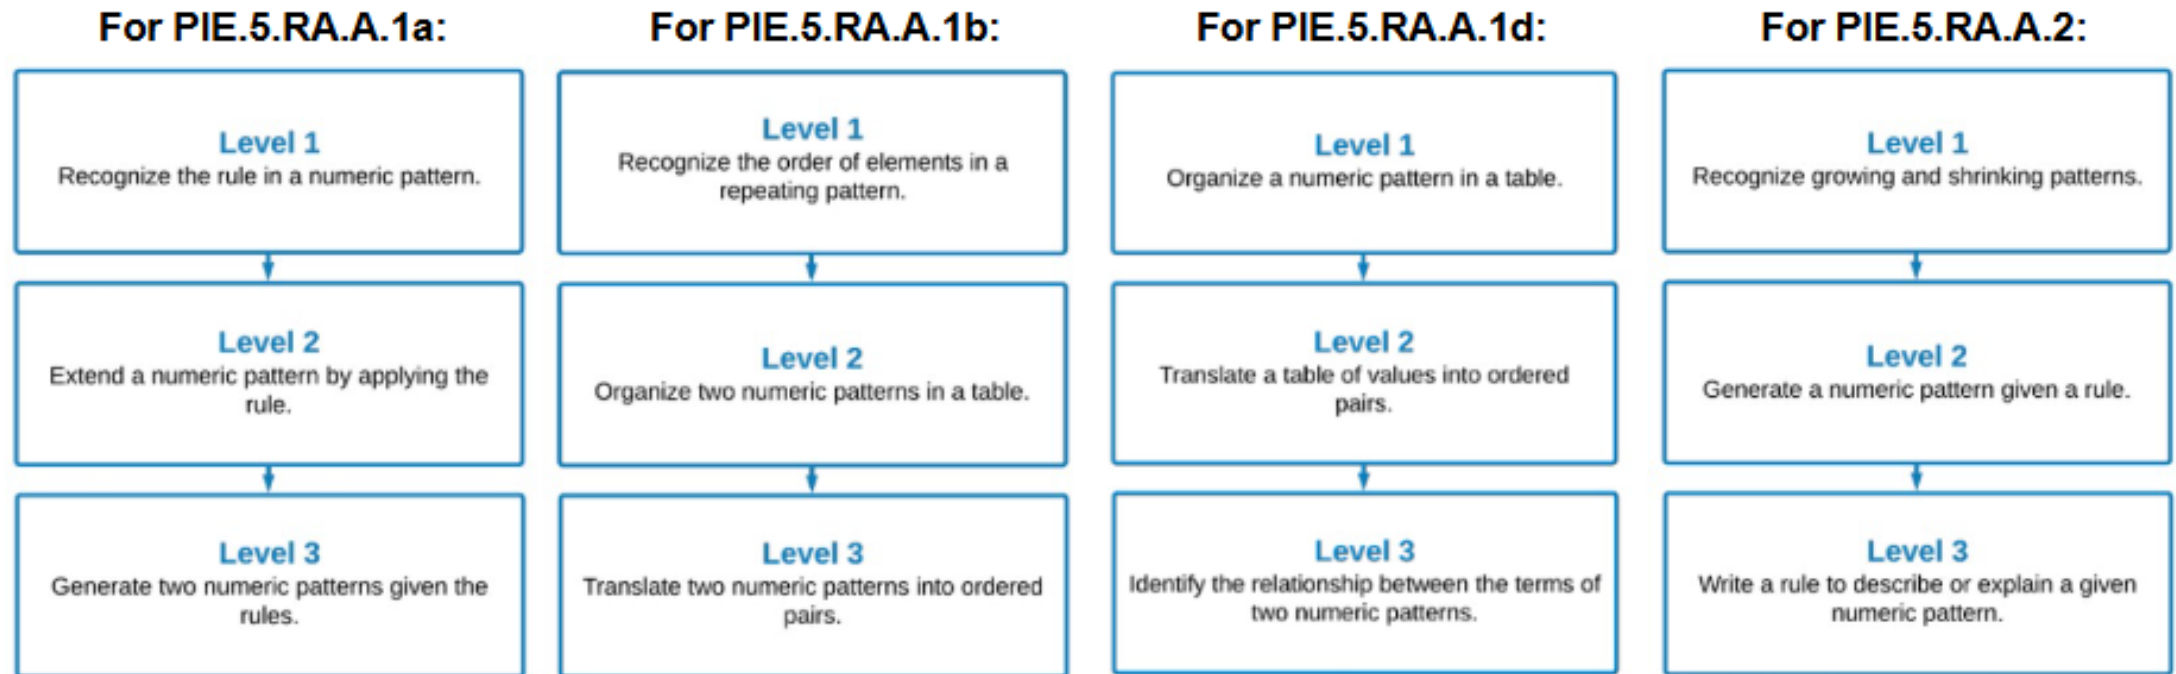 For PIE.5.RA.A.1a:
Level 1
Recognize the rule in a numeric pattern.
Level 2
Extend a numeric pattern by applying the
rule.
Level 3
Generate two numeric patterns given the
rules.
For PIE.5.RA.A.1b:
Level 1
Recognize the order of elements in a
repeating pattern.
Level 2
Organize two numeric patterns in a table.
Level 3
Translate two numeric patterns into ordered
pairs.
For PIE.5.RA.A.1d:
Level 1
Organize a numeric pattern in a table.
Level 2
Translate a table of values into ordered
pairs.
Level 3
Identify the relationship between the terms of
two numeric patterns.
For PIE.5.RA.A.2:
Level 1
Recognize growing and shrinking patterns.
Level 2
Generate a numeric pattern given a rule.
Level 3
Write a rule to describe or explain a given
numeric pattern.